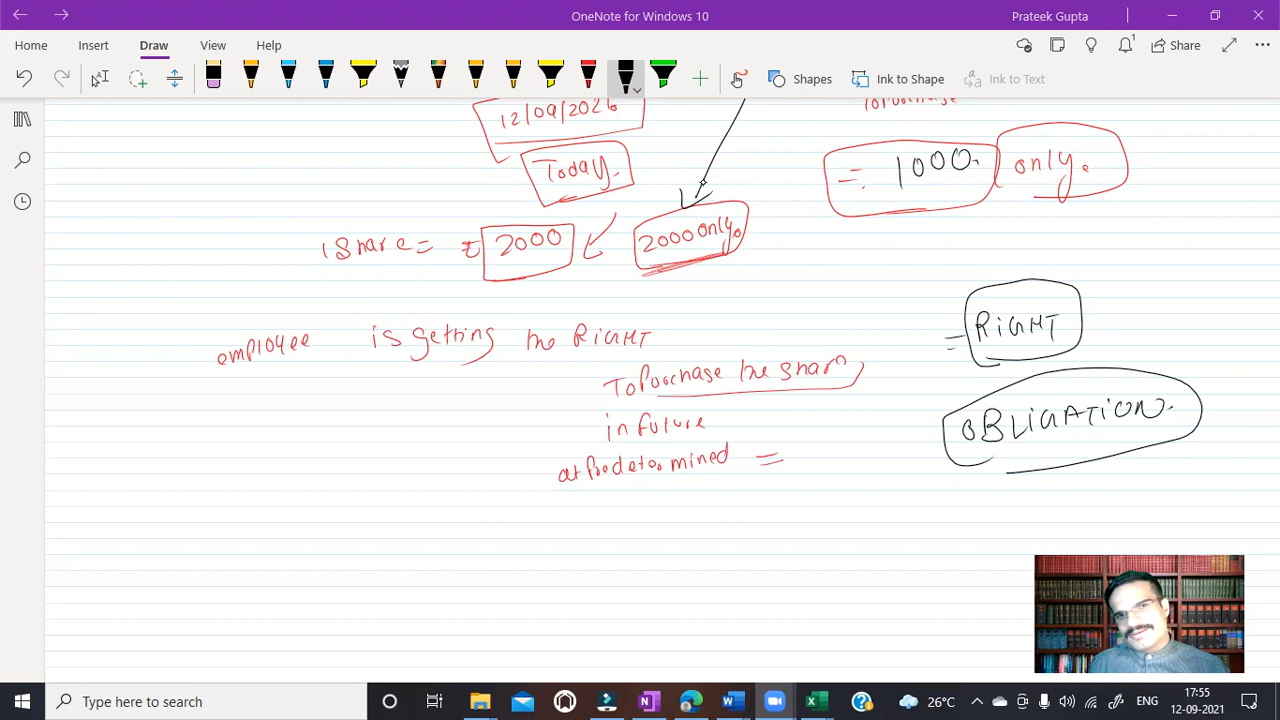 OneNote for Windows 10
Prateek Gupta
Home Insert Draw View Help
Share
Shapes
Ink to Shape
Ink to Text
12/09/2026
ToPurchase
Today.
= 1000. only.
1 Share = ₹ 2000
2000 only.
employee is getting the RIGHT
To Purchase the share
in future
at Predetermined =
= RIGHT
OBLIGATION.
Type here to search
26°C
ENG
17:55
12-09-2021